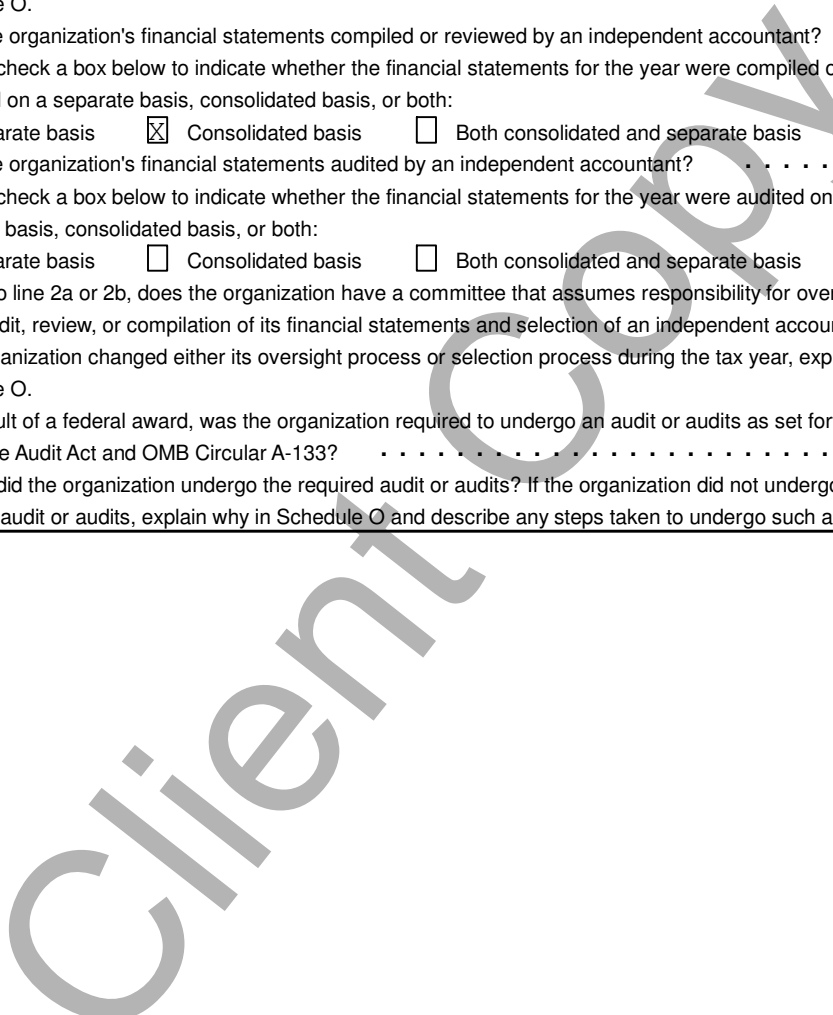 e O.
e organization's financial statements compiled or reviewed by an independent accountant?
check a box below to indicate whether the financial statements for the year were compiled o
on a separate basis, consolidated basis, or both:
arate basis X Consolidated basis Both consolidated and separate basis
e organization's financial statements audited by an independent accountant? . . . . .
check a box below to indicate whether the financial statements for the year were audited on
basis, consolidated basis, or both:
arate basis Consolidated basis Both consolidated and separate basis
o line 2a or 2b, does the organization have a committee that assumes responsibility for over
dit, review, or compilation of its financial statements and selection of an independent accou
anization changed either its oversight process or selection process during the tax year, exp
e O.
ult of a federal award, was the organization required to undergo an audit or audits as set for
e Audit Act and OMB Circular A-133? . . . . . . . . . . . . . . . . . . . . . . . .
did the organization undergo the required audit or audits? If the organization did not undergo
audit or audits, explain why in Schedule O and describe any steps taken to undergo such a
Client Copy